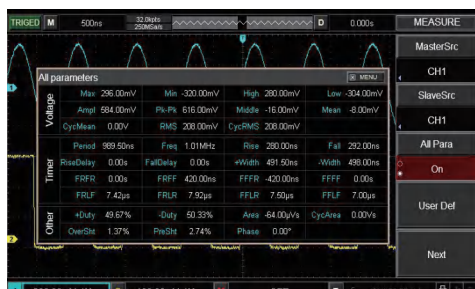 TRIGED M 500ns 32.0kpts 250MSa/s D 0.000s MEASURE
MasterSrc
CH1
SlaveSrc
CH1
All Para
On
User Def
Next
All parameters MENU
Voltage
Max 296.00mV Min -320.00mV High 280.00mV Low -304.00mV
Ampl 584.00mV Pk-Pk 616.00mV Middle -16.00mV Mean -8.00mV
CycMean 0.00V RMS 208.00mV CycRMS 208.00mV
Timer
Period 989.50ns Freq 1.01MHz Rise 280.00ns Fall 292.00ns
RiseDelay 0.00s FallDelay 0.00s +Width 491.50ns -Width 498.00ns
FRFR 0.00s FRFF 420.00ns FFFR -420.00ns FFFF 0.00s
FRLF 7.42µs FRLR 7.92µs FFLR 7.50µs FFLF 7.00µs
Other
+Duty 49.67% -Duty 50.33% Area -64.00µVs CycArea 0.00Vs
OverSht 1.37% PreSht 2.74% Phase 0.00°